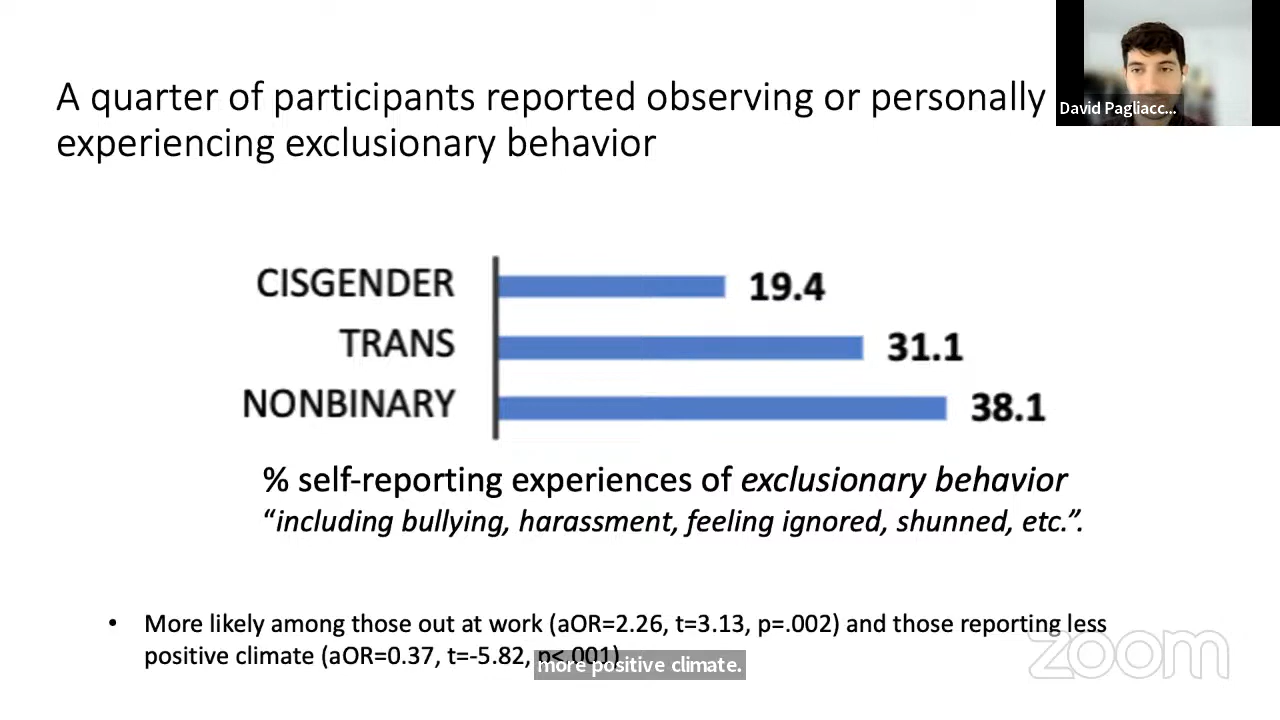 A quarter of participants reported observing or personally
experiencing exclusionary behavior
David Pagliacc...
CISGENDER 19.4
TRANS 31.1
NONBINARY 38.1
% self-reporting experiences of exclusionary behavior
“including bullying, harassment, feeling ignored, shunned, etc.”.
• More likely among those out at work (aOR=2.26, t=3.13, p=.002) and those reporting less
positive climate (aOR=0.37, t=-5.82, p<.001)
more positive climate.
zoom